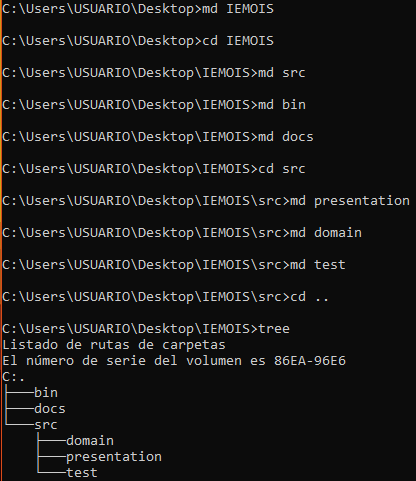 C:\Users\USUARIO\Desktop>md IEMOIS
C:\Users\USUARIO\Desktop>cd IEMOIS
C:\Users\USUARIO\Desktop\IEMOIS>md src
C:\Users\USUARIO\Desktop\IEMOIS>md bin
C:\Users\USUARIO\Desktop\IEMOIS>md docs
C:\Users\USUARIO\Desktop\IEMOIS>cd src
C:\Users\USUARIO\Desktop\IEMOIS\src>md presentation
C:\Users\USUARIO\Desktop\IEMOIS\src>md domain
C:\Users\USUARIO\Desktop\IEMOIS\src>md test
C:\Users\USUARIO\Desktop\IEMOIS\src>cd ..
C:\Users\USUARIO\Desktop\IEMOIS>tree
Listado de rutas de carpetas
El número de serie del volumen es 86EA-96E6
C:.
├───bin
├───docs
└───src
    ├───domain
    ├───presentation
    └───test